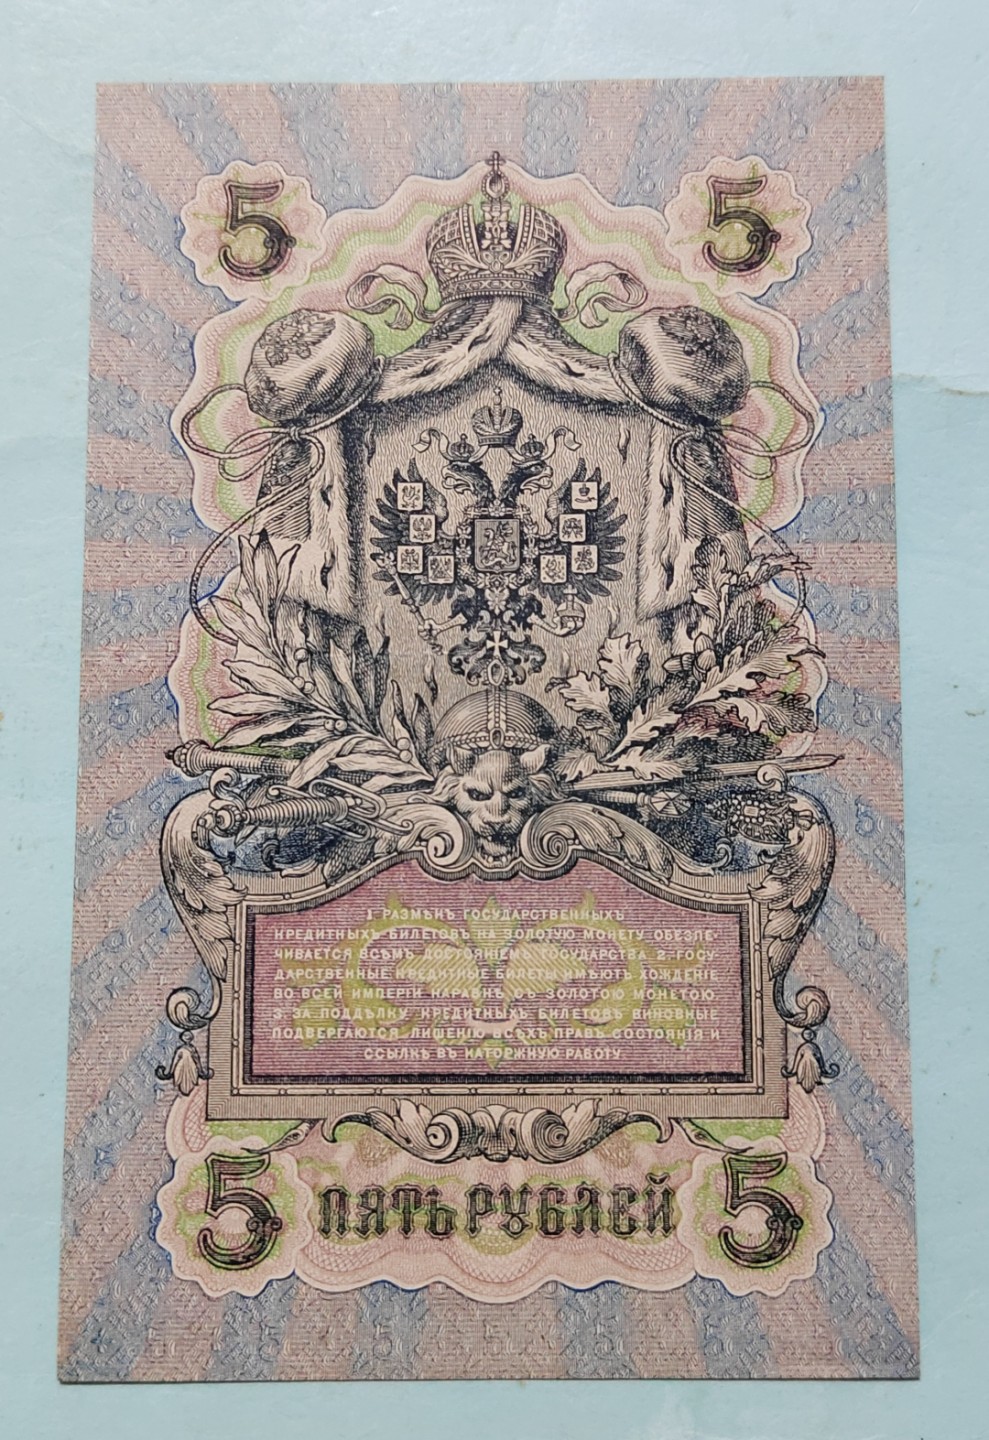 5 5
1 РАЗМѢНЪ ГОСУДАРСТВЕННЫХЪ
КРЕДИТНЫХЪ БИЛЕТОВЪ НА ЗОЛОТУЮ МОНЕТУ ОБЕЗПЕ-
ЧИВАЕТСЯ ВСѢМЪ ДОСТОЯНІЕМЪ ГОСУДАРСТВА 2-ГОСУ-
ДАРСТВЕННЫЕ КРЕДИТНЫЕ БИЛЕТЫ ИМѢЮТЪ ХОЖДЕНІЕ
ВО ВСЕЙ ИМПЕРІИ НАРАВНѢ СЪ ЗОЛОТОЮ МОНЕТОЮ.
3. ЗА ПОДДѢЛКУ КРЕДИТНЫХЪ БИЛЕТОВЪ ВИНОВНЫЕ
ПОДВЕРГАЮТСЯ ЛИШЕНІЮ ВСѢХЪ ПРАВЪ СОСТОЯНІЯ И
ССЫЛКѢ ВЪ КАТОРЖНУЮ РАБОТУ
5 ПЯТЬ РУБЛЕЙ 5